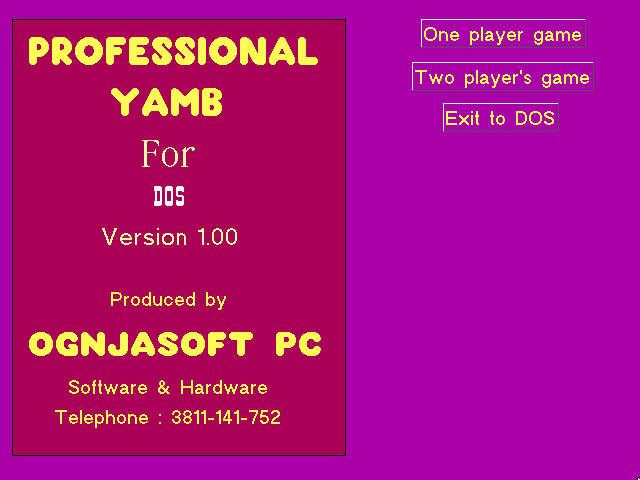 PROFESSIONAL
YAMB
For
DOS
Version 1.00
Produced by
OGNJASOFT PC
Software & Hardware
Telephone : 3811-141-752
One player game
Two player's game
Exit to DOS